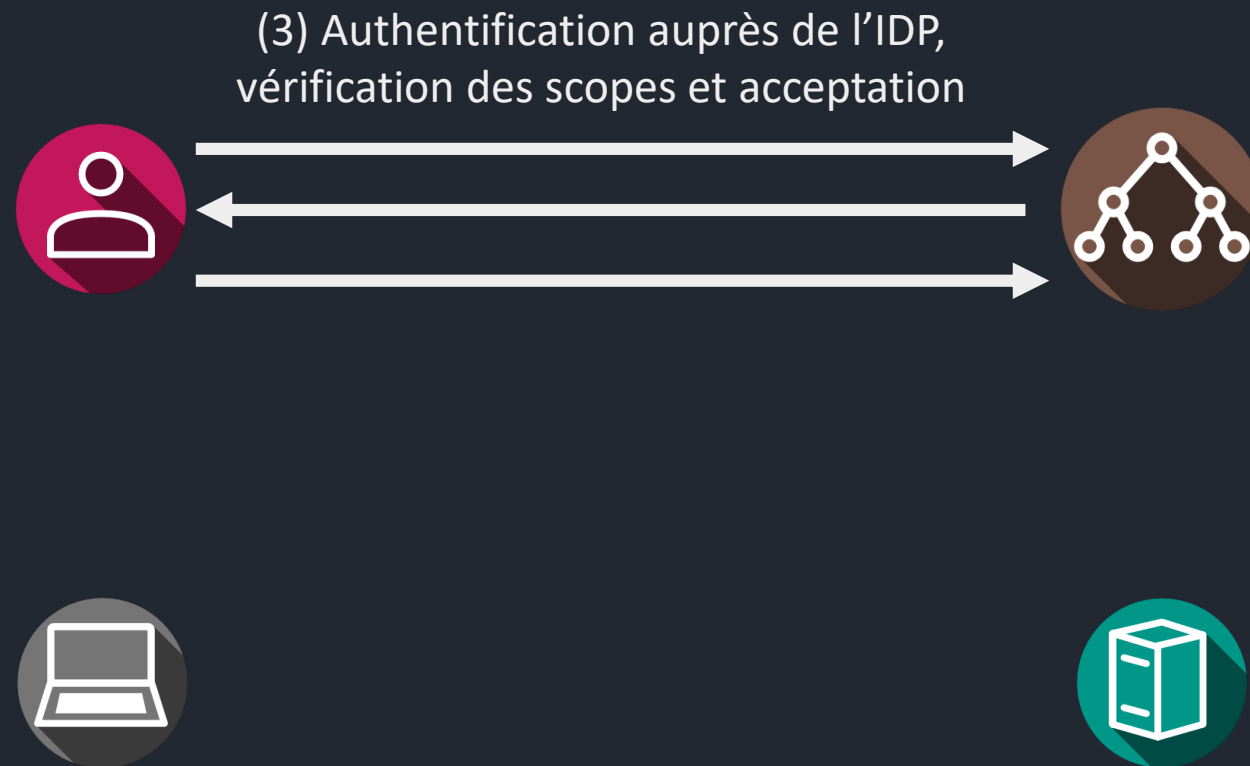 (3) Authentification auprès de l’IDP,
vérification des scopes et acceptation